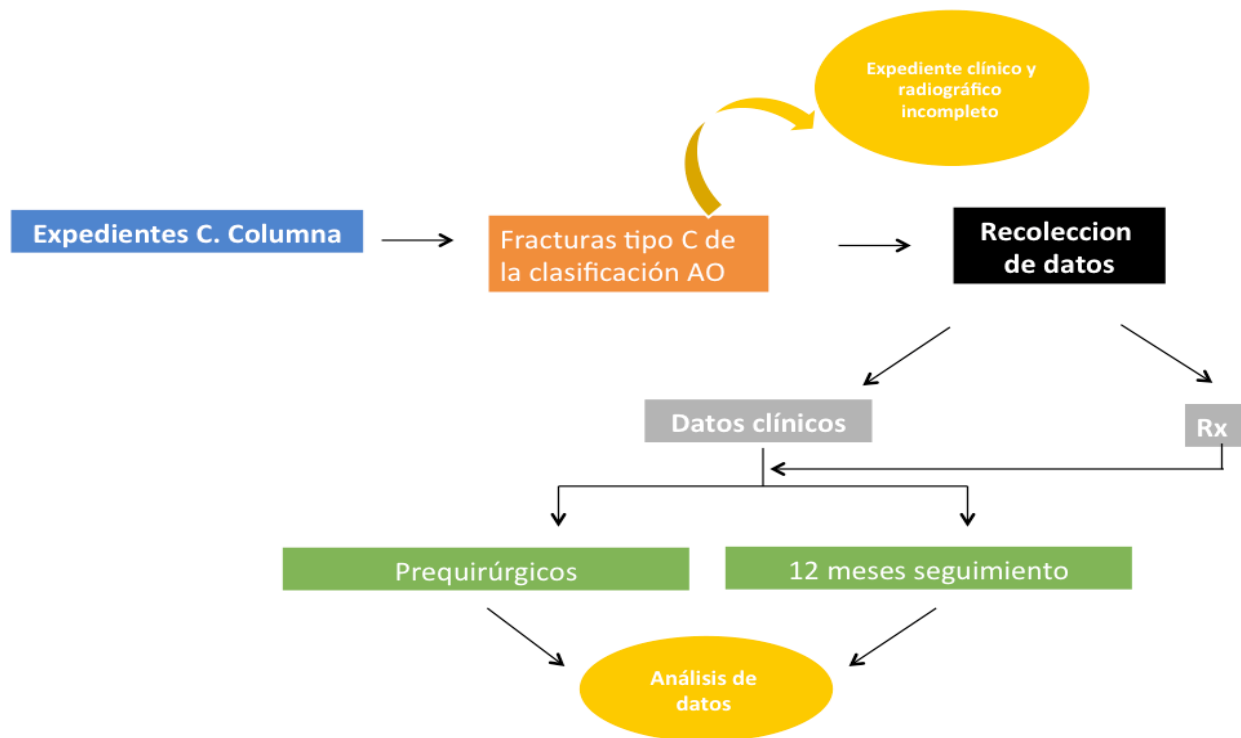 Expediente clínico y
radiográfico
incompleto
Expedientes C. Columna
Fracturas tipo C de
la clasificación AO
Recoleccion
de datos
Datos clínicos
Rx
Prequirúrgicos
12 meses seguimiento
Análisis de
datos